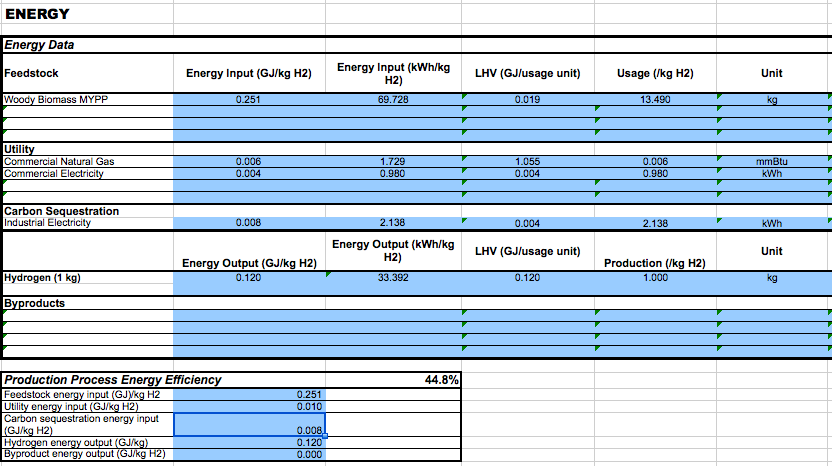 ENERGY
Energy Data
Feedstock Energy Input (GJ/kg H2) Energy Input (kWh/kg H2) LHV (GJ/usage unit) Usage (/kg H2) Unit
Woody Biomass MYPP 0.251 69.728 0.019 13.490 kg
Utility
Commercial Natural Gas 0.006 1.729 1.055 0.006 mmBtu
Commercial Electricity 0.004 0.980 0.004 0.980 kWh
Carbon Sequestration
Industrial Electricity 0.008 2.138 0.004 2.138 kWh
Energy Output (GJ/kg H2) Energy Output (kWh/kg H2) LHV (GJ/usage unit) Production (/kg H2) Unit
Hydrogen (1 kg) 0.120 33.392 0.120 1.000 kg
Byproducts
Production Process Energy Efficiency 44.8%
Feedstock energy input (GJ)/kg H2 0.251
Utility energy input (GJ/kg H2) 0.010
Carbon sequestration energy input
(GJ/kg H2) 0.008
Hydrogen energy output (GJ/kg) 0.120
Byproduct energy output (GJ/kg H2) 0.000